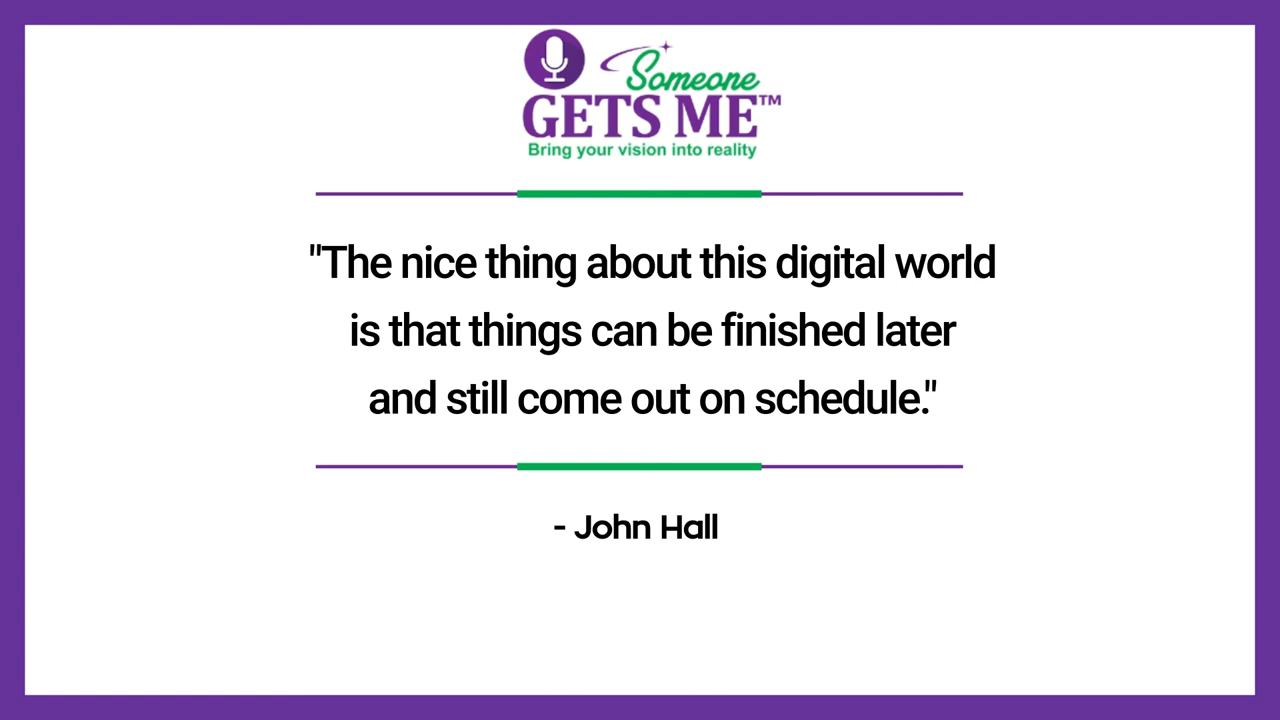 Someone
GETS ME™
Bring your vision into reality
"The nice thing about this digital world
is that things can be finished later
and still come out on schedule."
- John Hall